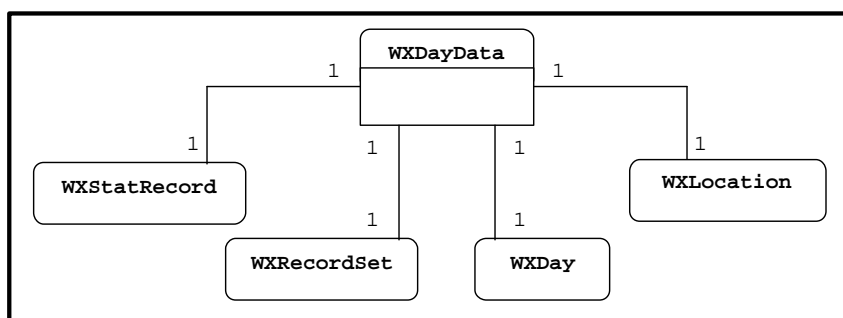 WXDayData
1 1
1 1 1 1
WXStatRecord WXLocation
1 1
WXRecordSet WXDay